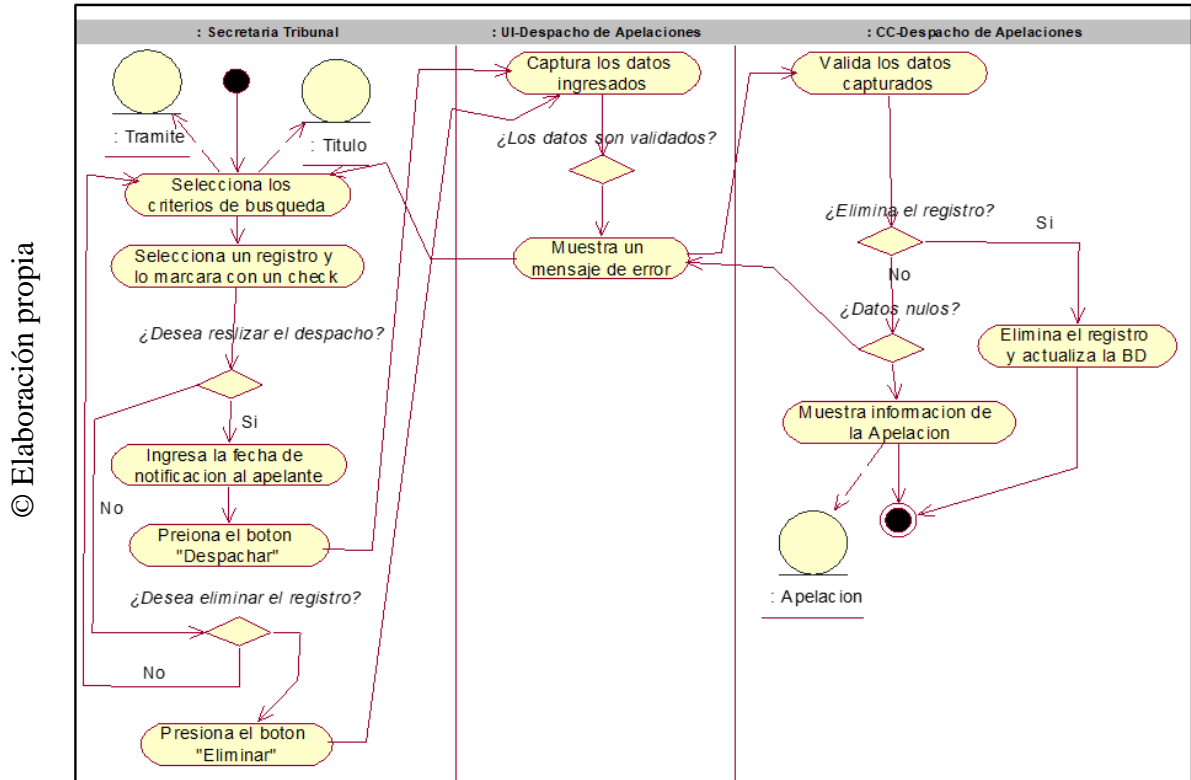 © Elaboración propia
: Secretaria Tribunal
: UI-Despacho de Apelaciones
: CC-Despacho de Apelaciones
: Tramite
: Titulo
Selecciona los
criterios de busqueda
Selecciona un registro y
lo marcara con un check
¿Desea reslizar el despacho?
Si
Ingresa la fecha de
notificacion al apelante
No
Preiona el boton
"Despachar"
¿Desea eliminar el registro?
No
Presiona el boton
"Eliminar"
Captura los datos
ingresados
¿Los datos son validados?
Muestra un
mensaje de error
Valida los datos
capturados
¿Elimina el registro?
Si
No
¿Datos nulos?
Elimina el registro
y actualiza la BD
Muestra informacion de
la Apelacion
: Apelacion